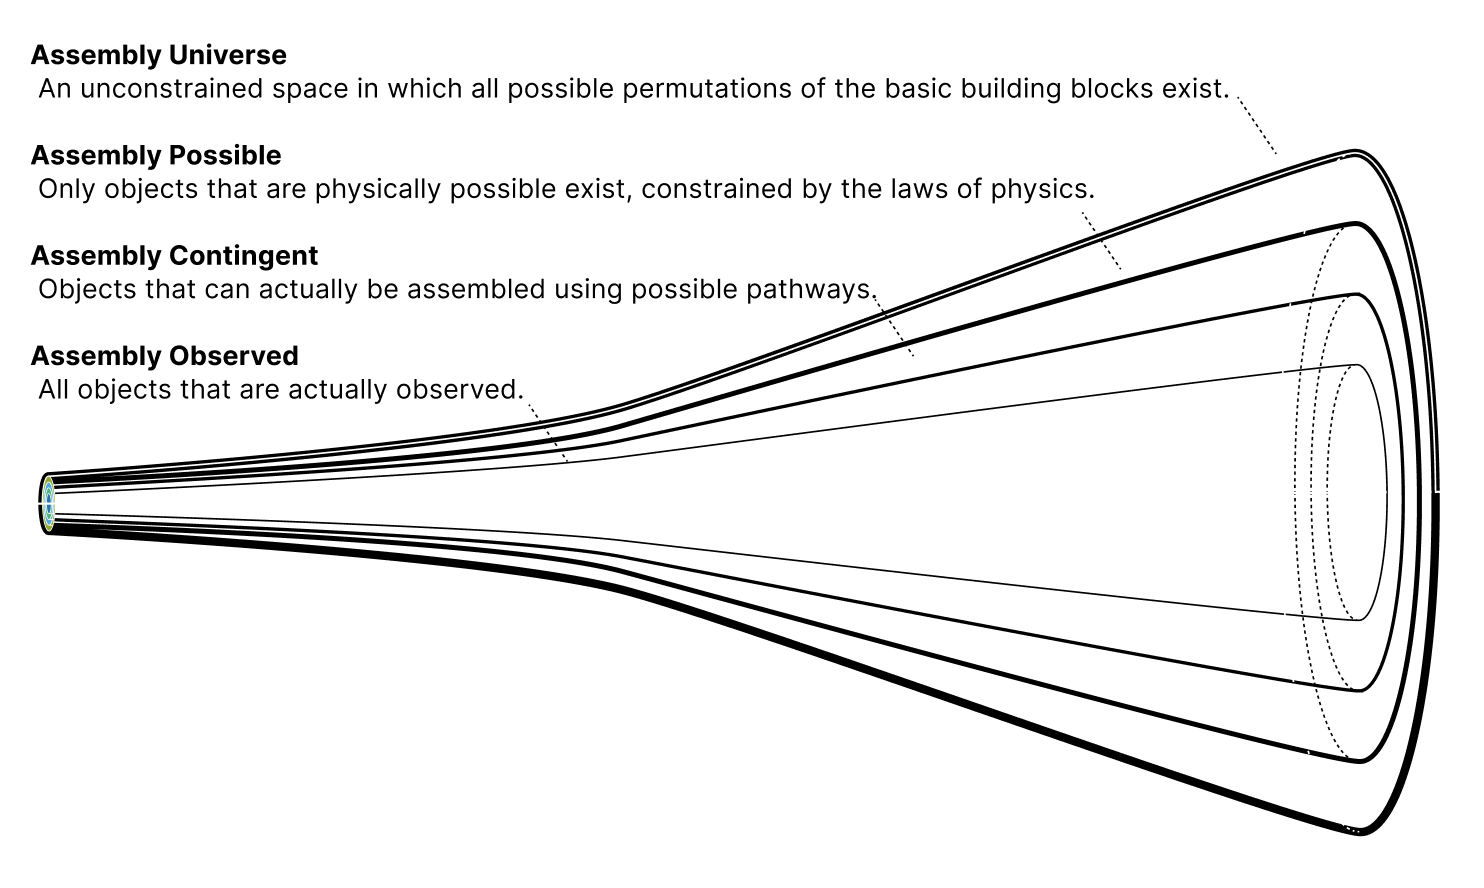 Assembly Universe
An unconstrained space in which all possible permutations of the basic building blocks exist.
Assembly Possible
Only objects that are physically possible exist, constrained by the laws of physics.
Assembly Contingent
Objects that can actually be assembled using possible pathways.
Assembly Observed
All objects that are actually observed.